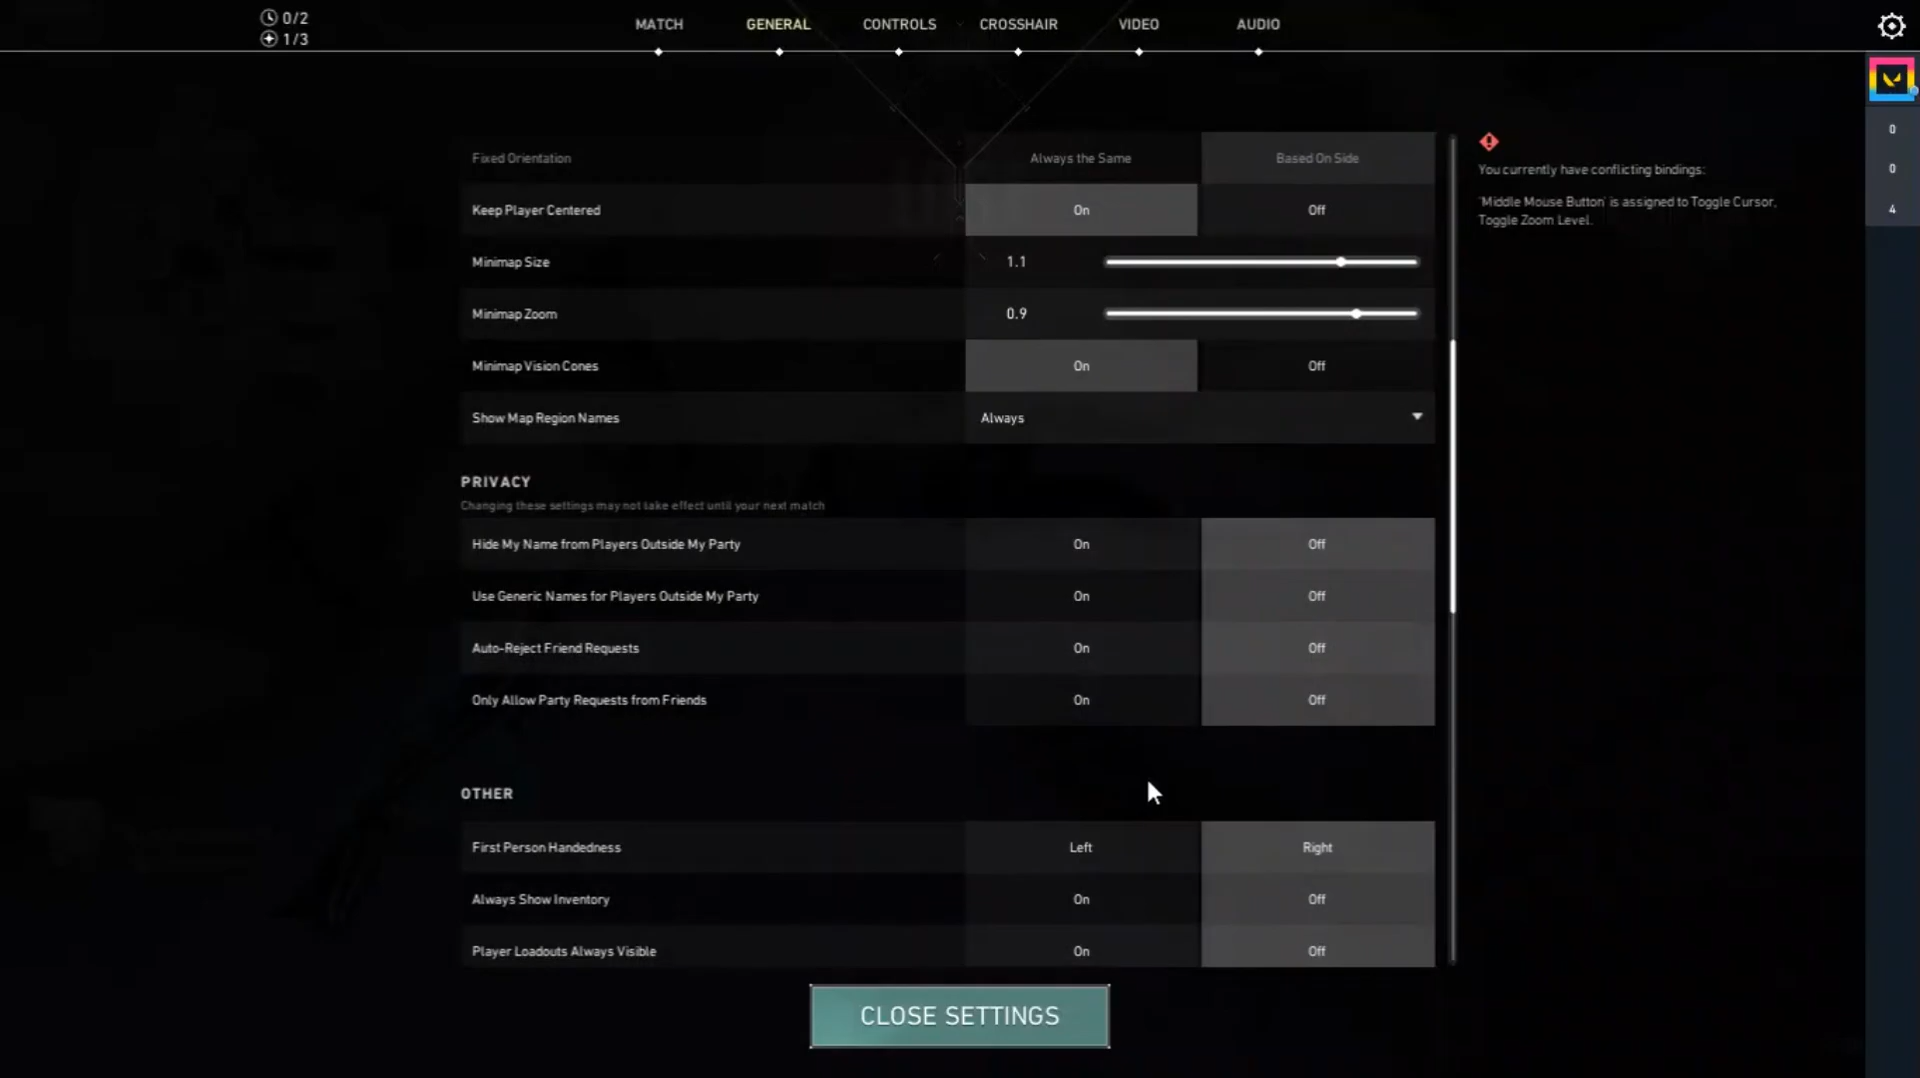 0/2
1/3
MATCH GENERAL CONTROLS CROSSHAIR VIDEO AUDIO
Fixed Orientation Always the Same Based On Side
Keep Player Centered On Off
Minimap Size 1.1
Minimap Zoom 0.9
Minimap Vision Cones On Off
Show Map Region Names Always
PRIVACY
Changing these settings may not take effect until your next match
Hide My Name from Players Outside My Party On Off
Use Generic Names for Players Outside My Party On Off
Auto-Reject Friend Requests On Off
Only Allow Party Requests from Friends On Off
OTHER
First Person Handedness Left Right
Always Show Inventory On Off
Player Loadouts Always Visible On Off
CLOSE SETTINGS
You currently have conflicting bindings:
'Middle Mouse Button' is assigned to Toggle Cursor,
Toggle Zoom Level.
0
0
4